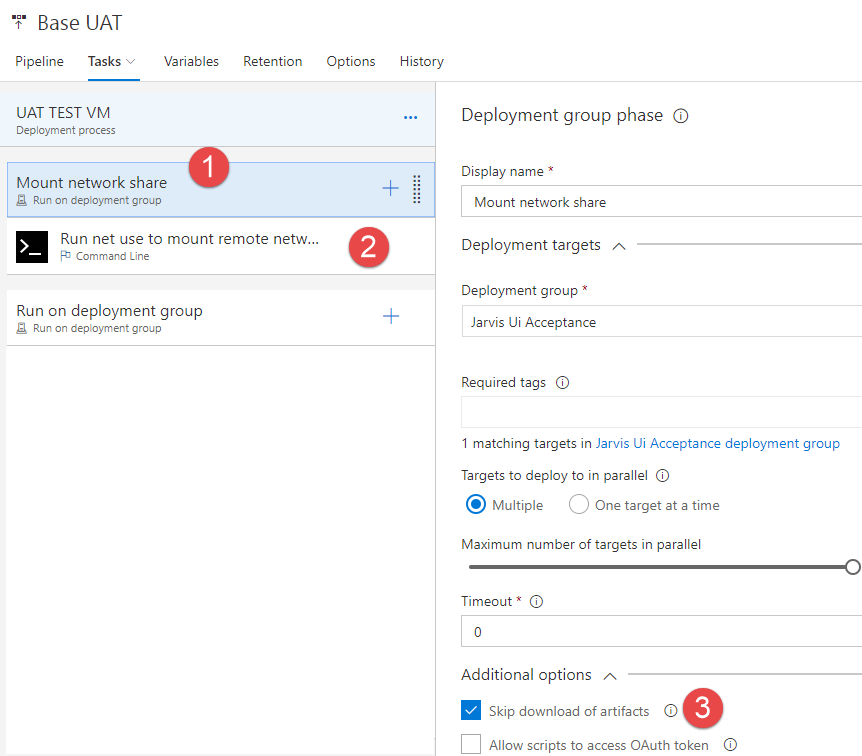 Base UAT
Pipeline Tasks Variables Retention Options History
UAT TEST VM
Deployment process
...
1
Mount network share
Run on deployment group
>_ Run net use to mount remote netw...
Command Line
2
Run on deployment group
Run on deployment group
Deployment group phase
Display name *
Mount network share
Deployment targets
Deployment group *
Jarvis Ui Acceptance
Required tags
1 matching targets in Jarvis Ui Acceptance deployment group
Targets to deploy to in parallel
Multiple One target at a time
Maximum number of targets in parallel
Timeout *
0
Additional options
Skip download of artifacts 3
Allow scripts to access OAuth token